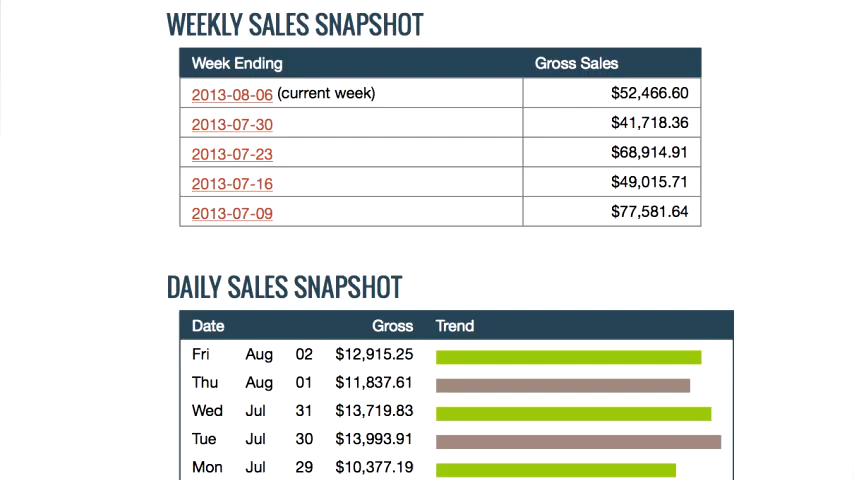 WEEKLY SALES SNAPSHOT
Week Ending Gross Sales
2013-08-06 (current week) $52,466.60
2013-07-30 $41,718.36
2013-07-23 $68,914.91
2013-07-16 $49,015.71
2013-07-09 $77,581.64
DAILY SALES SNAPSHOT
Date Gross Trend
Fri Aug 02 $12,915.25
Thu Aug 01 $11,837.61
Wed Jul 31 $13,719.83
Tue Jul 30 $13,993.91
Mon Jul 29 $10,377.19